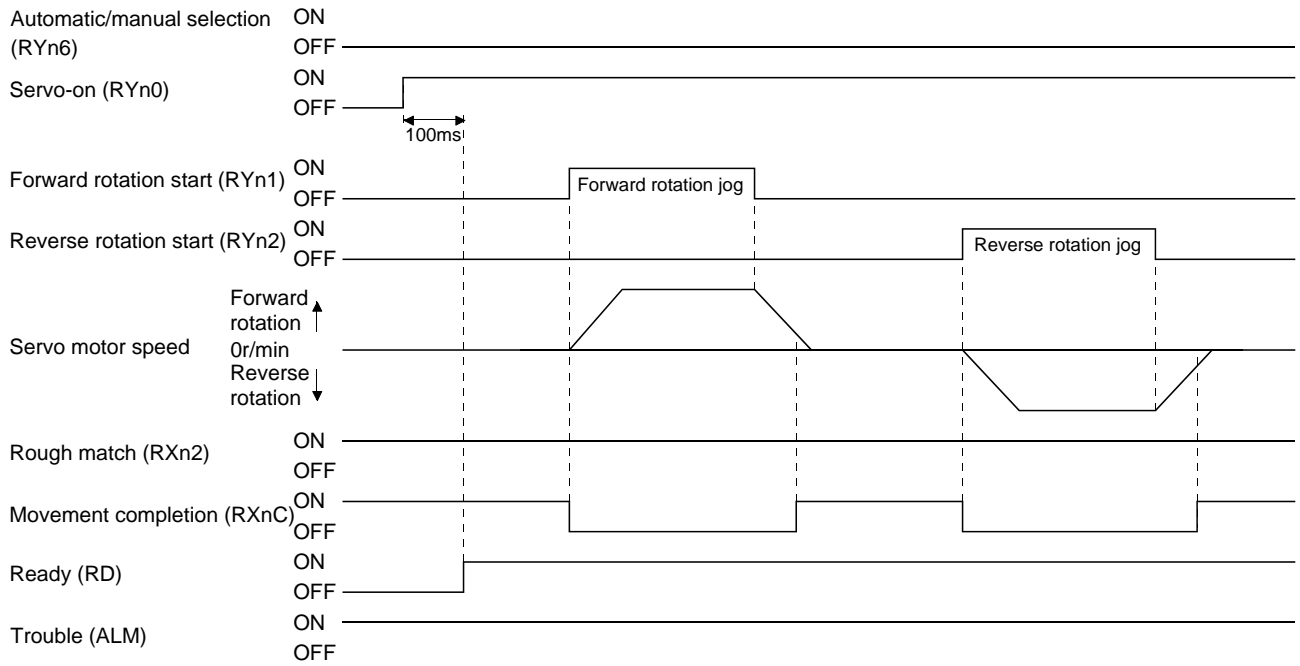 Automatic/manual selection ON
(RYn6) OFF
Servo-on (RYn0) ON
OFF
100ms
Forward rotation start (RYn1) ON
OFF
Forward rotation jog
Reverse rotation start (RYn2) ON
OFF
Reverse rotation jog
Forward
rotation
Servo motor speed 0r/min
Reverse
rotation
Rough match (RXn2) ON
OFF
Movement completion (RXnC) ON
OFF
Ready (RD) ON
OFF
Trouble (ALM) ON
OFF